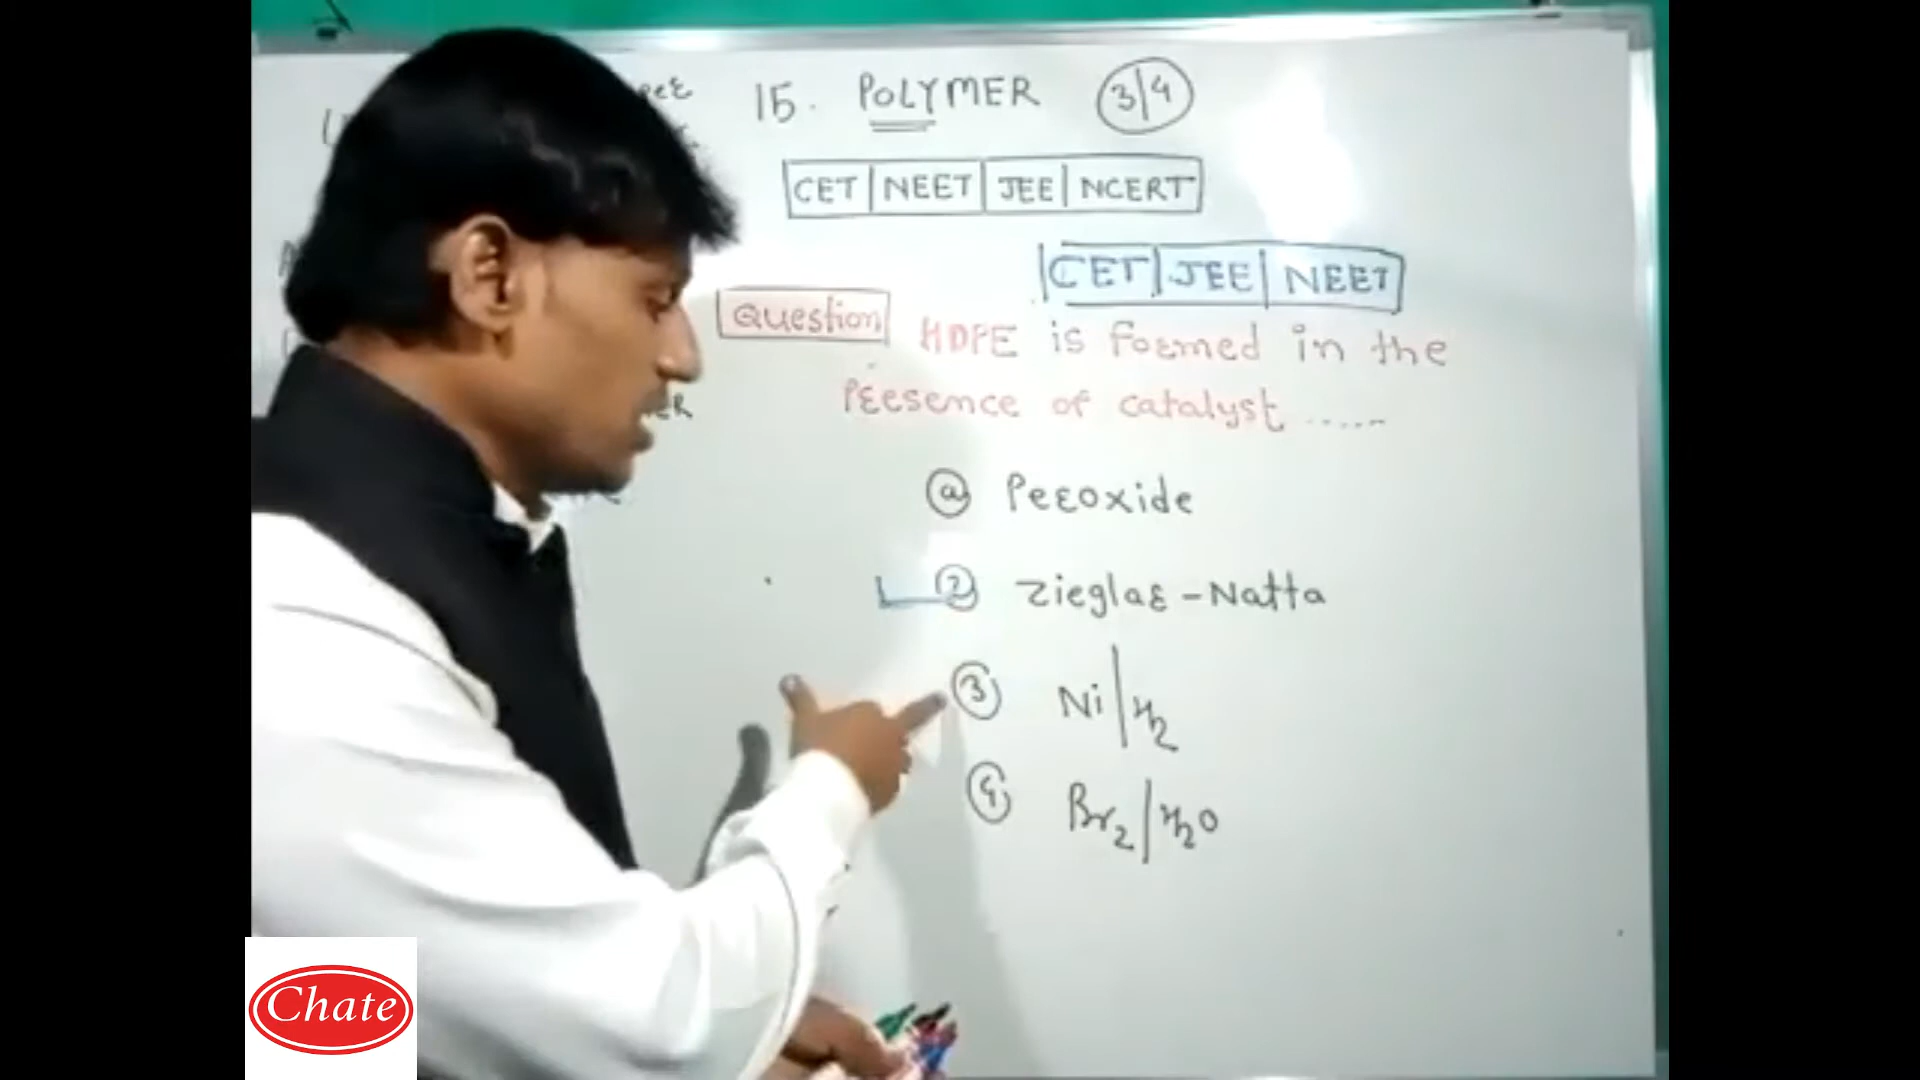 15. POLYMER 3/4
CET NEET JEE NCERT
CET JEE NEET
Question HDPE is formed in the
Presence of catalyst ......
a Peroxide
2 Zieglar - Natta
3 Ni/H2
4 Br2/H2O
Chate